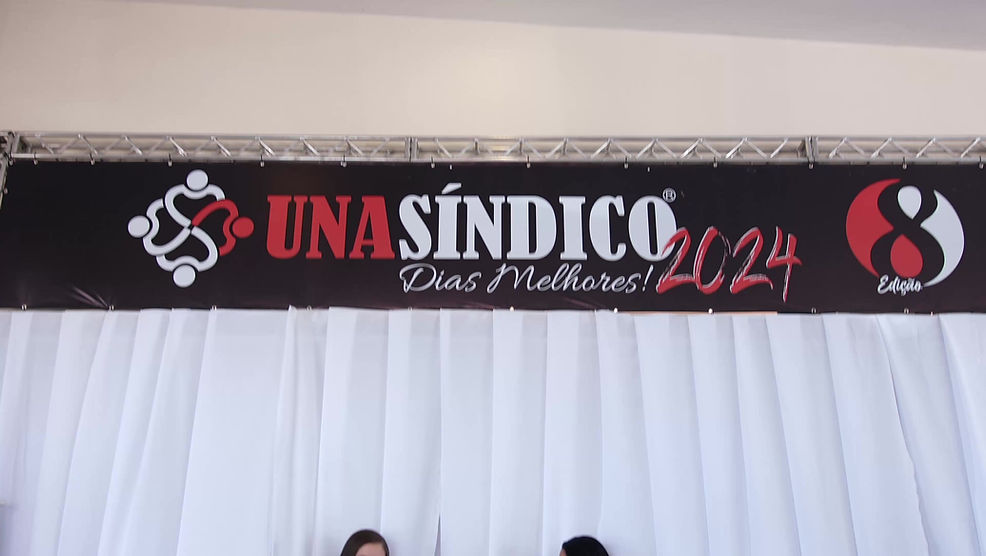 UNASÍNDICO® 2024
Dias Melhores!
8
Edição